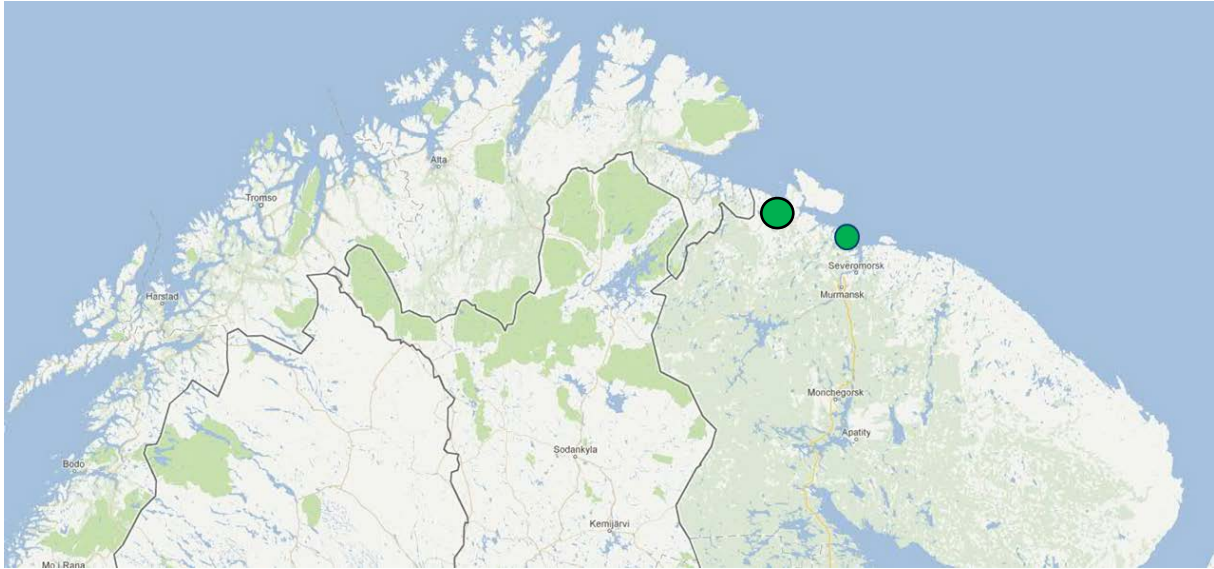 Alta
Tromso
Severomorsk
Harstad
Murmansk
Monchegorsk
Apatity
Sodankyla
Bodo
Kemijärvi
Mo i Rana